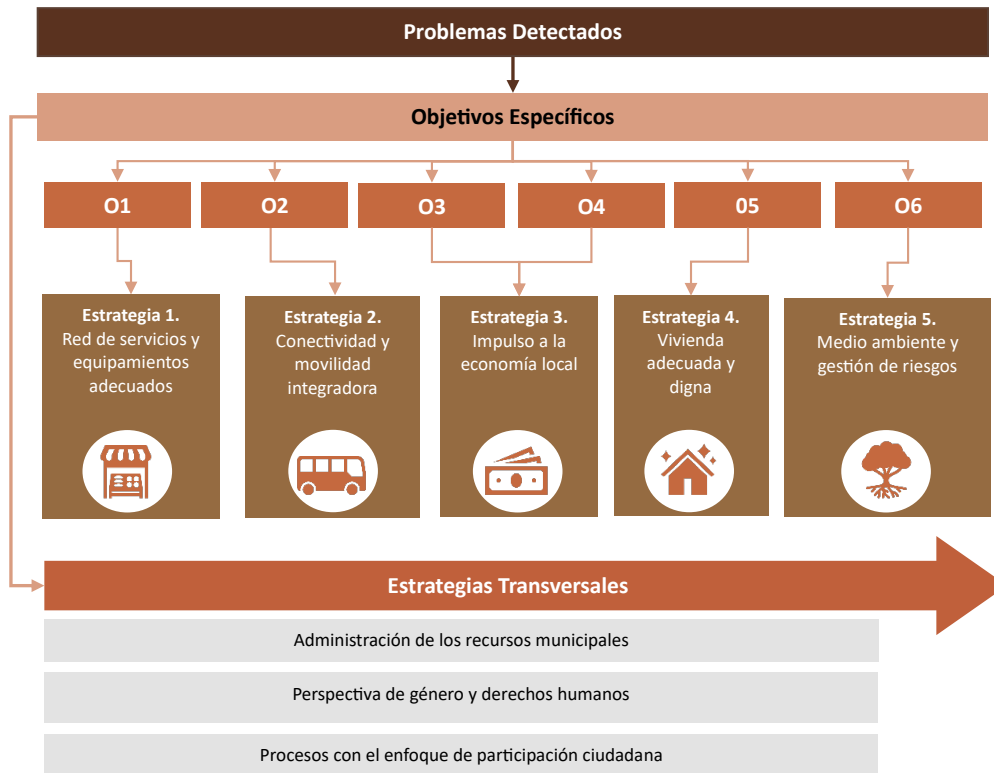 Problemas Detectados
Objetivos Específicos
O1
O2
O3
O4
05
O6
Estrategia 1.
Red de servicios y
equipamientos
adecuados
Estrategia 2.
Conectividad y
movilidad
integradora
Estrategia 3.
Impulso a la
economía local
Estrategia 4.
Vivienda
adecuada y
digna
Estrategia 5.
Medio ambiente y
gestión de riesgos
Estrategias Transversales
Administración de los recursos municipales
Perspectiva de género y derechos humanos
Procesos con el enfoque de participación ciudadana